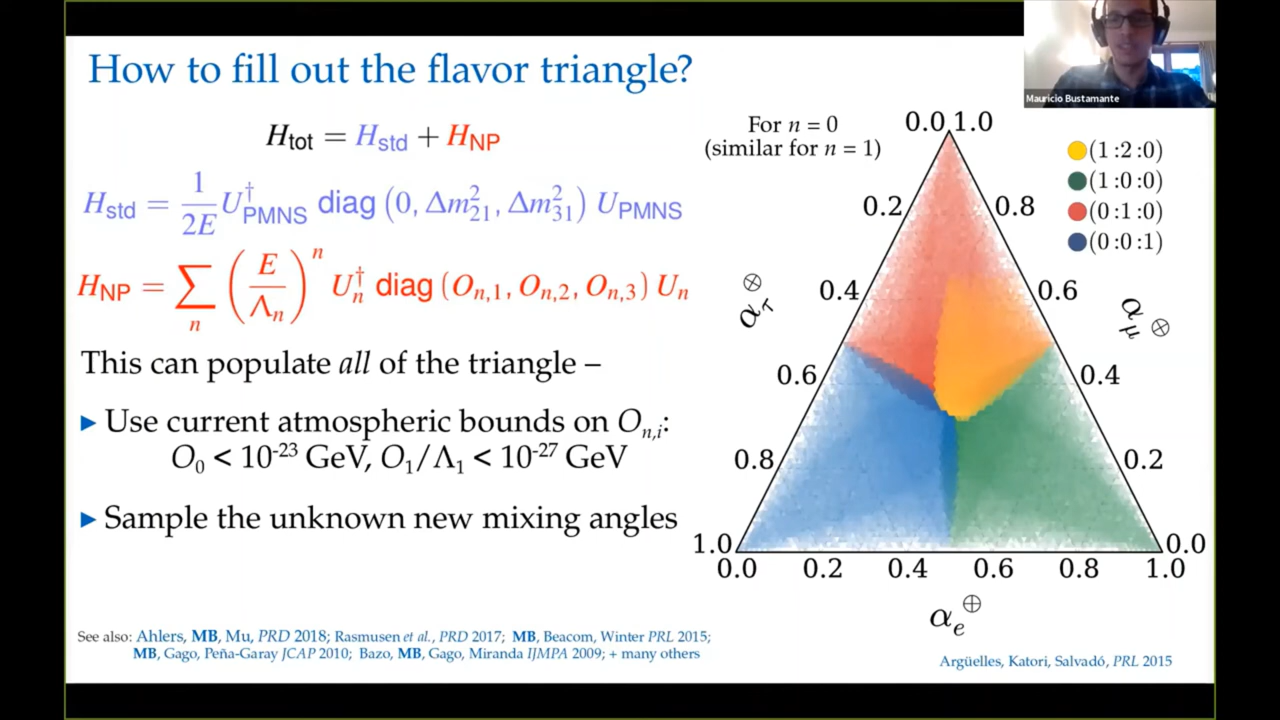 How to fill out the flavor triangle?
H_tot = H_std + H_NP
H_std = 1/2E U†_PMNS diag (0, Δm²_21, Δm²_31) U_PMNS
H_NP = ∑_n (E/Λ_n)^n U†_n diag (O_n,1, O_n,2, O_n,3) U_n
This can populate all of the triangle –
▶ Use current atmospheric bounds on O_n,i:
O_0 < 10^-23 GeV, O_1/Λ_1 < 10^-27 GeV
▶ Sample the unknown new mixing angles
See also: Ahlers, MB, Mu, PRD 2018; Rasmusen et al., PRD 2017; MB, Beacom, Winter PRL 2015;
MB, Gago, Peña-Garay JCAP 2010; Bazo, MB, Gago, Miranda IJMPA 2009; + many others
Mauricio Bustamante
For n = 0
(similar for n = 1)
(1:2:0)
(1:0:0)
(0:1:0)
(0:0:1)
0.0 1.0
0.2 0.8
0.4 0.6
0.6 0.4
0.8 0.2
1.0 0.0
0.0 0.2 0.4 0.6 0.8 1.0
α_τ^⊕
α_μ^⊕
α_e^⊕
Argüelles, Katori, Salvadó, PRL 2015